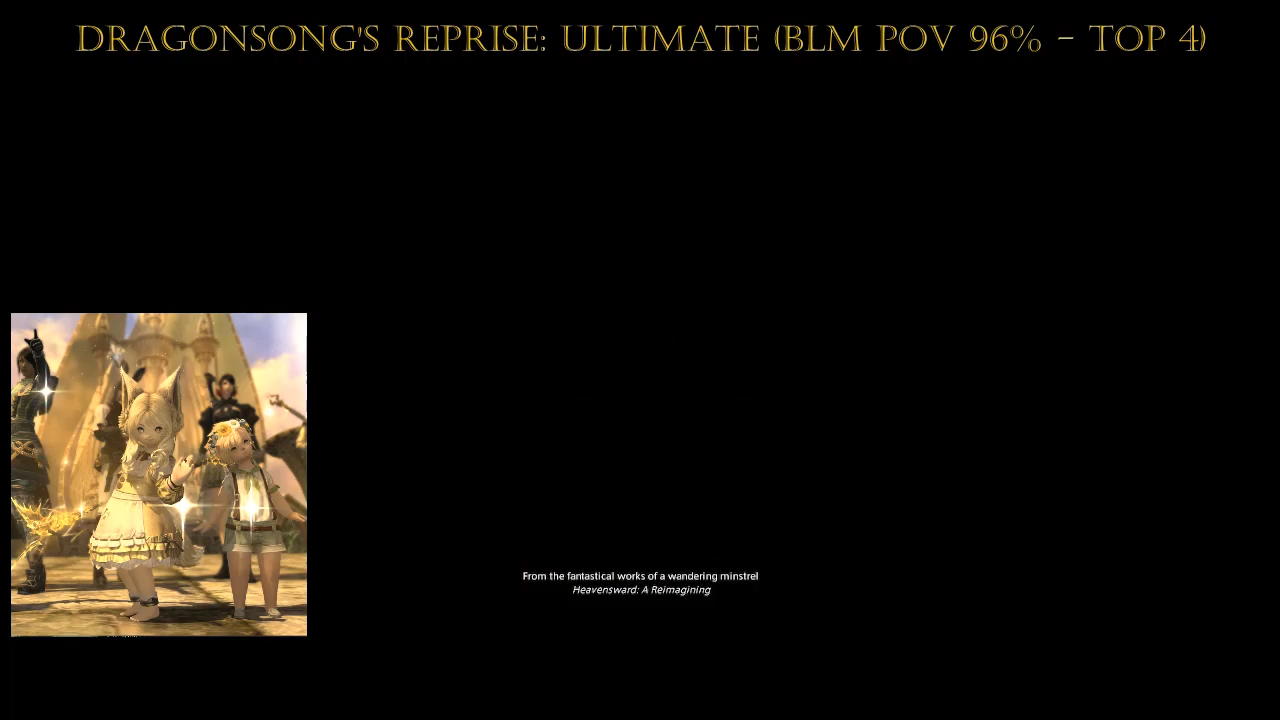 DRAGONSONG'S REPRISE: ULTIMATE (BLM POV 96% - TOP 4)
From the fantastical works of a wandering minstrel
Heavensward: A Reimagining